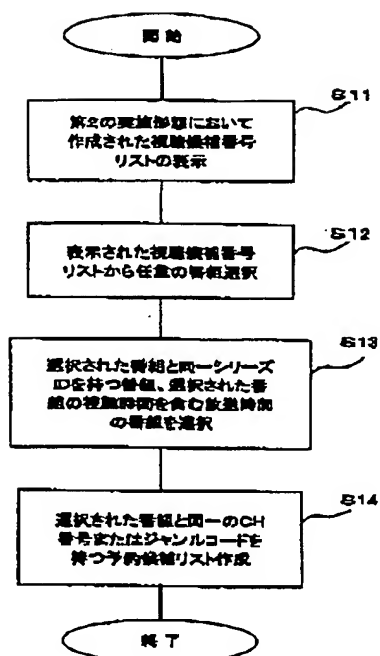 開始
S11
第2の実施形態において
作成された視聴候補番号
リストの表示
S12
表示された視聴候補番号
リストから任意の番組選択
S13
選択された番組と同一シリーズ
IDを持つ番組、選択された番
組の視聴時間を含む放送時間
の番組を選択
S14
選択された番組と同一のCH
番号またはジャンルコードを
持つ予約候補リスト作成
終了